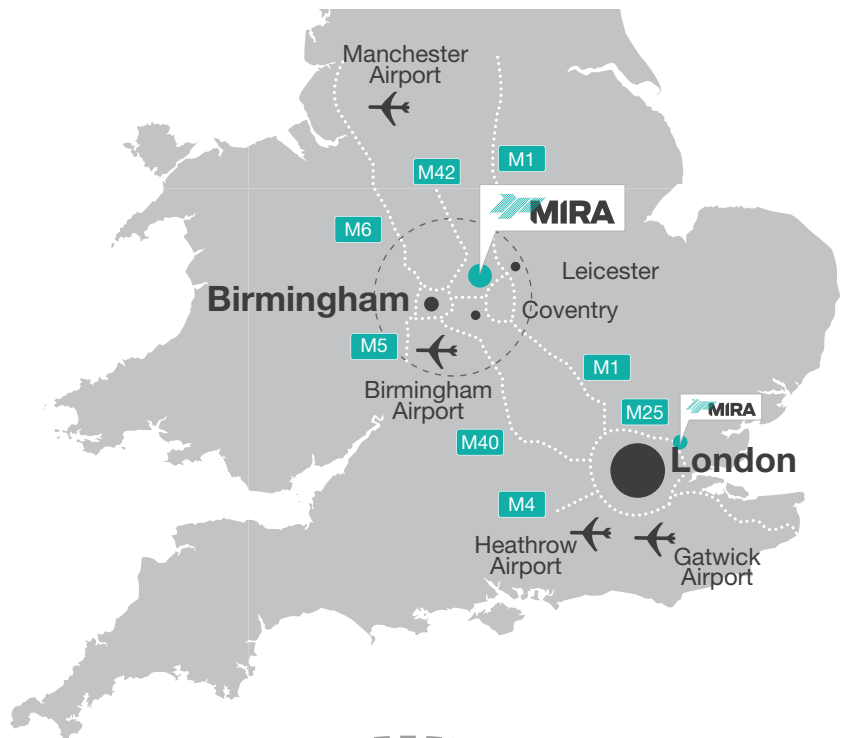 Manchester
Airport
M1
M42
MIRA
M6
Leicester
Birmingham
Coventry
M5
M1
Birmingham
Airport
M25
MIRA
M40
London
M4
Heathrow
Airport
Gatwick
Airport